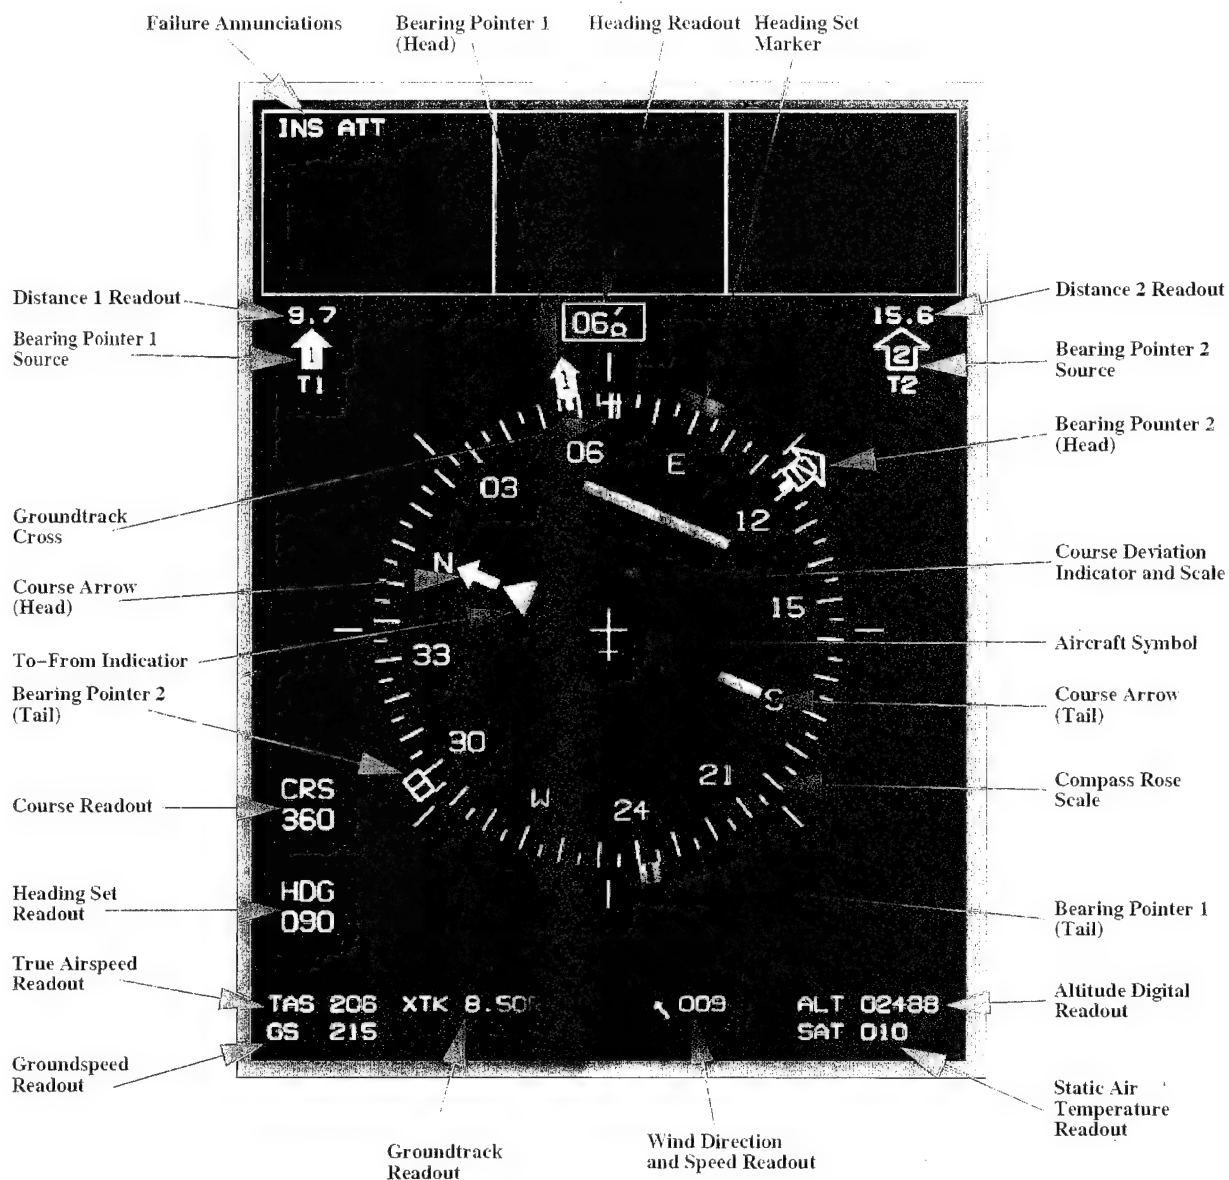 Failure Annunciations
Bearing Pointer 1
(Head)
Heading Readout
Heading Set
Marker
INS ATT
Distance 1 Readout
9.7
15.6
Distance 2 Readout
Bearing Pointer 1
Source
1
T1
1
2
T2
Bearing Pointer 2
Source
Bearing Pounter 2
(Head)
06
E
03
12
Groundtrack
Cross
N
Course Deviation
Indicator and Scale
Course Arrow
(Head)
15
To-From Indicatior
33
Aircraft Symbol
Bearing Pointer 2
(Tail)
S
Course Arrow
(Tail)
30
21
W
24
Compass Rose
Scale
Course Readout
CRS
360
Heading Set
Readout
HDG
090
Bearing Pointer 1
(Tail)
True Airspeed
Readout
TAS 206 XTK 8.50
009
ALT 02488
GS 215
SAT 010
Altitude Digital
Readout
Groundspeed
Readout
Groundtrack
Readout
Wind Direction
and Speed Readout
Static Air
Temperature
Readout